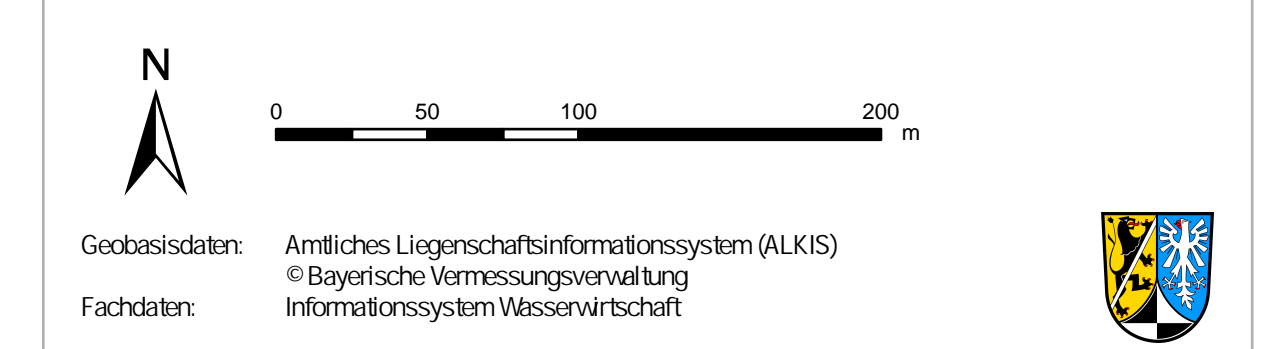 N
0 50 100 200
m
Geobasisdaten: Amtliches Liegenschaftsinformationssystem (ALKIS)
© Bayerische Vermessungsverwaltung
Fachdaten: Informationssystem Wasserwirtschaft